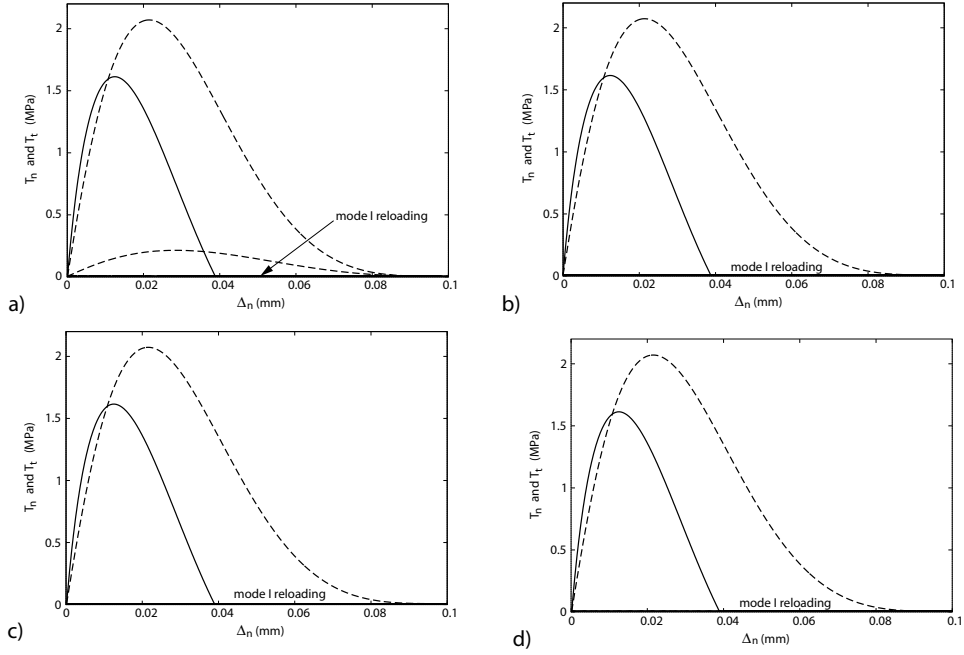 2
1.5
1
0.5
0
T_n and T_t (MPa)
mode I reloading
0 0.02 0.04 0.06 0.08 0.1
Δ_n (mm)
a)
2
1.5
1
0.5
0
T_n and T_t (MPa)
mode I reloading
0 0.02 0.04 0.06 0.08 0.1
Δ_n (mm)
b)
2
1.5
1
0.5
0
T_n and T_t (MPa)
mode I reloading
0 0.02 0.04 0.06 0.08 0.1
Δ_n (mm)
c)
2
1.5
1
0.5
0
T_n and T_t (MPa)
mode I reloading
0 0.02 0.04 0.06 0.08 0.1
Δ_n (mm)
d)